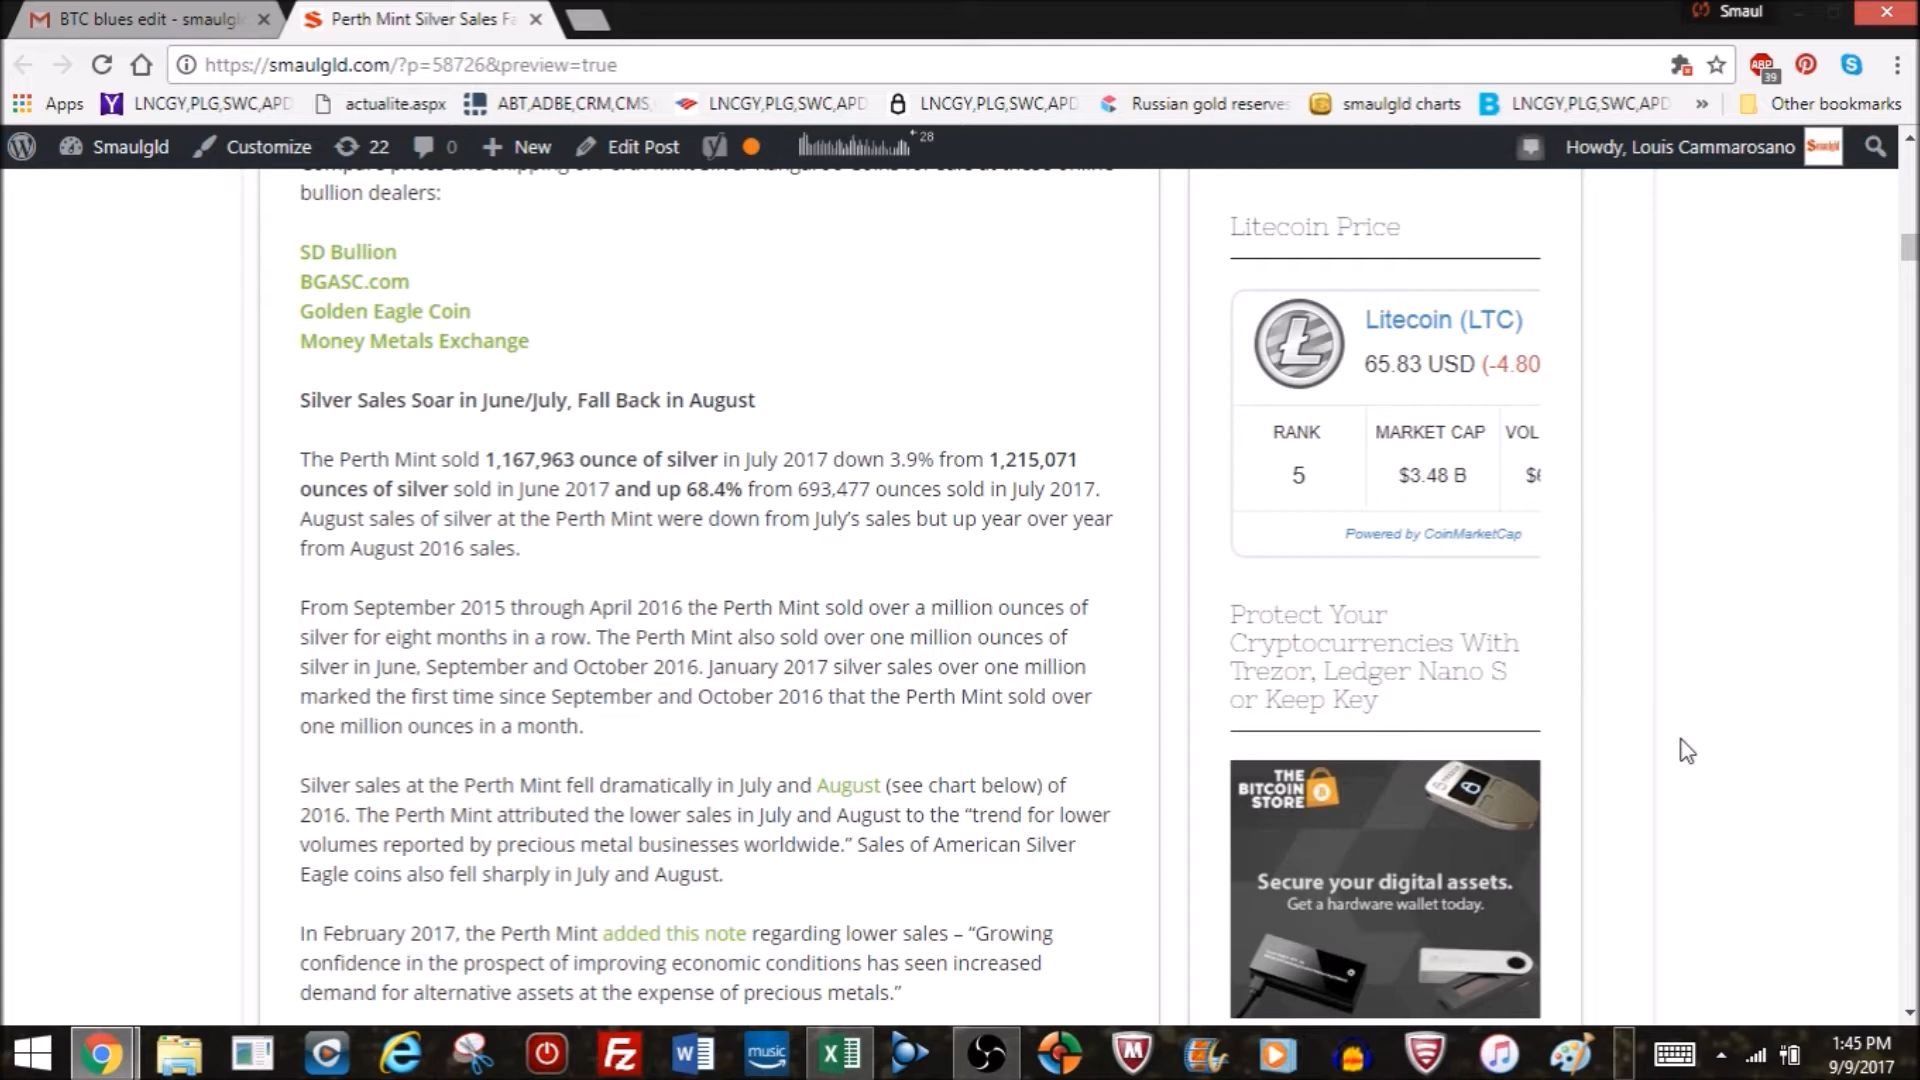 BTC blues edit - smaulgl
Perth Mint Silver Sales Fa
Smaul
https://smaulgld.com/?p=58726&preview=true
ABP
39
Apps
LNCGY,PLG,SWC,APD
actualite.aspx
ABT,ADBE,CRM,CMS,
LNCGY,PLG,SWC,APD
LNCGY,PLG,SWC,APD
Russian gold reserves
smaulgld charts
LNCGY,PLG,SWC,APD
»
Other bookmarks
Smaulgld
Customize
22
0
New
Edit Post
28
Howdy, Louis Cammarosano
bullion dealers:
SD Bullion
BGASC.com
Golden Eagle Coin
Money Metals Exchange
Silver Sales Soar in June/July, Fall Back in August
The Perth Mint sold 1,167,963 ounce of silver in July 2017 down 3.9% from 1,215,071
ounces of silver sold in June 2017 and up 68.4% from 693,477 ounces sold in July 2017.
August sales of silver at the Perth Mint were down from July's sales but up year over year
from August 2016 sales.
From September 2015 through April 2016 the Perth Mint sold over a million ounces of
silver for eight months in a row. The Perth Mint also sold over one million ounces of
silver in June, September and October 2016. January 2017 silver sales over one million
marked the first time since September and October 2016 that the Perth Mint sold over
one million ounces in a month.
Silver sales at the Perth Mint fell dramatically in July and August (see chart below) of
2016. The Perth Mint attributed the lower sales in July and August to the “trend for lower
volumes reported by precious metal businesses worldwide.” Sales of American Silver
Eagle coins also fell sharply in July and August.
In February 2017, the Perth Mint added this note regarding lower sales – “Growing
confidence in the prospect of improving economic conditions has seen increased
demand for alternative assets at the expense of precious metals.”
Litecoin Price
Litecoin (LTC)
65.83 USD (-4.80
RANK
MARKET CAP
VOL
5
$3.48 B
Powered by CoinMarketCap
Protect Your
Cryptocurrencies With
Trezor, Ledger Nano S
or Keep Key
THE
BITCOIN
STORE
Secure your digital assets.
Get a hardware wallet today.
music
1:45 PM
9/9/2017